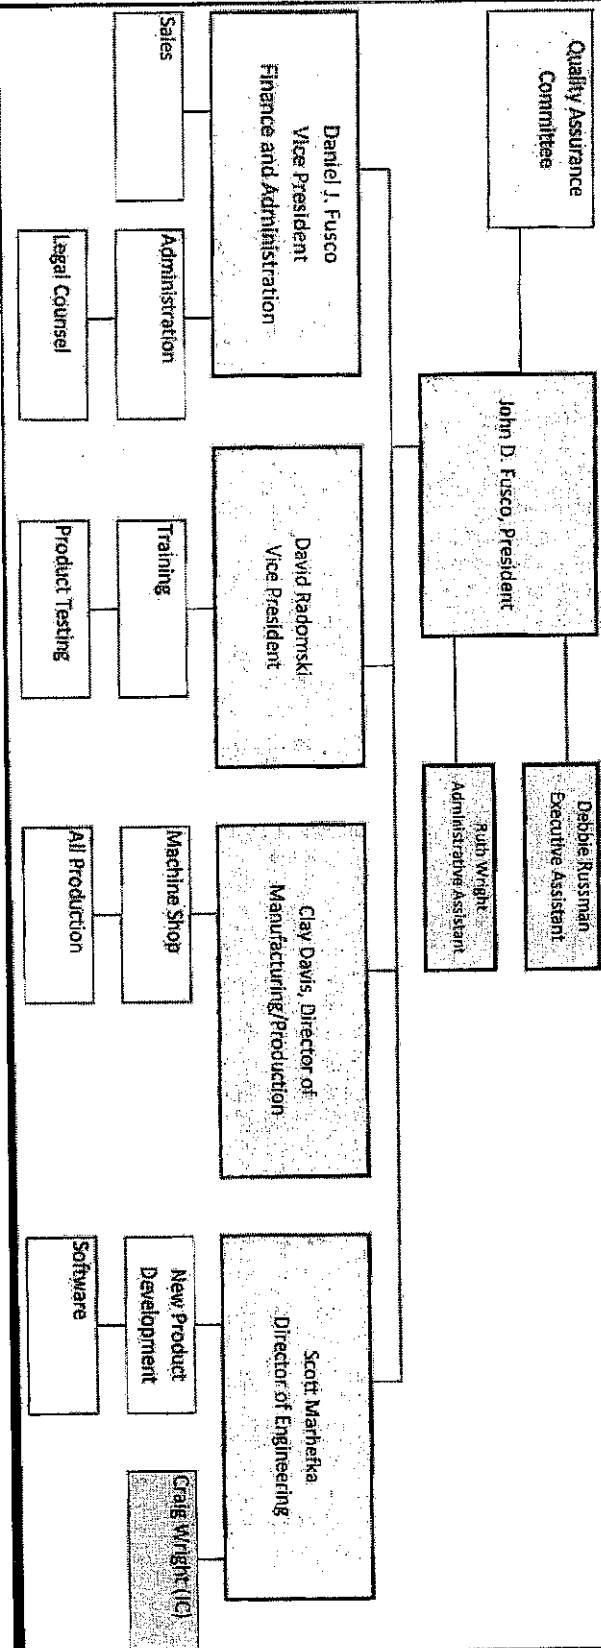 Quality Assurance
Committee
John D. Fusco, President
Debbie Russman
Executive Assistant
Ruth Wright
Administrative Assistant
Daniel J. Fusco
Vice President
Finance and Administration
Sales
Administration
Legal Counsel
David Radomski
Vice President
Training
Product Testing
Clay Davis, Director of
Manufacturing/Production
Machine Shop
All Production
Scott Marhefka
Director of Engineering
New Product
Development
Software
Craig Wright (IC)